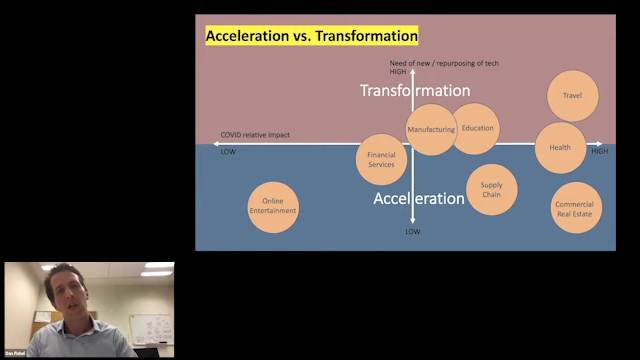 Acceleration vs. Transformation
Need of new / repurposing of tech
HIGH
Transformation
Travel
Manufacturing
Education
COVID relative impact
LOW
Health
HIGH
Financial
Services
Supply
Chain
Acceleration
Online
Entertainment
Commercial
Real Estate
LOW